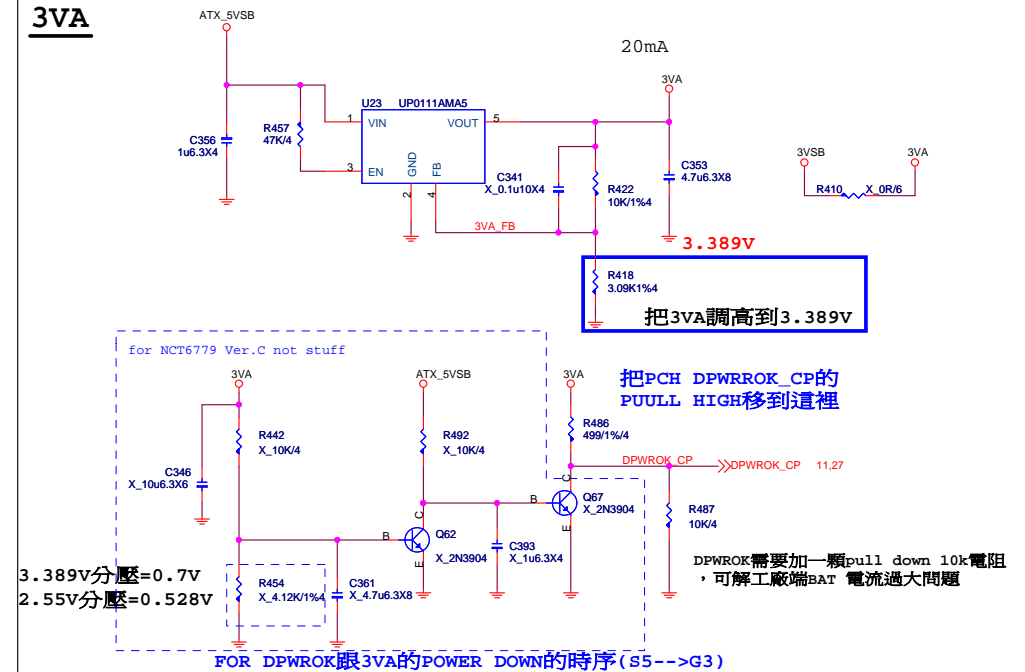 3VA
ATX_5VSB
20mA
3VA
U23 UP0111AMA5
1 VIN VOUT 5
R457
47K/4
C356
1u6.3X4
3 EN GND FB
2 4
C341
X_0.1u10X4
R422
10K/1%4
C353
4.7u6.3X8
3VSB 3VA
R410 X_0R/6
3VA_FB
3.389V
R418
3.09K1%4
把3VA調高到3.389V
for NCT6779 Ver.C not stuff
3VA ATX_5VSB 3VA
把PCH DPWRROK_CP的
PUULL HIGH移到這裡
R442
X_10K/4
R492
X_10K/4
R486
499/1%/4
DPWROK_CP DPWROK_CP 11,27
C346
X_10u6.3X6
B C E Q67
X_2N3904
R487
10K/4
B C E Q62
X_2N3904
C393
X_1u6.3X4
DPWROK需要加一顆pull down 10k電阻
，可解工廠端BAT 電流過大問題
3.389V分壓=0.7V
2.55V分壓=0.528V
R454
X_4.12K/1%4
C361
X_4.7u6.3X8
FOR DPWROK跟3VA的POWER DOWN的時序(S5-->G3)